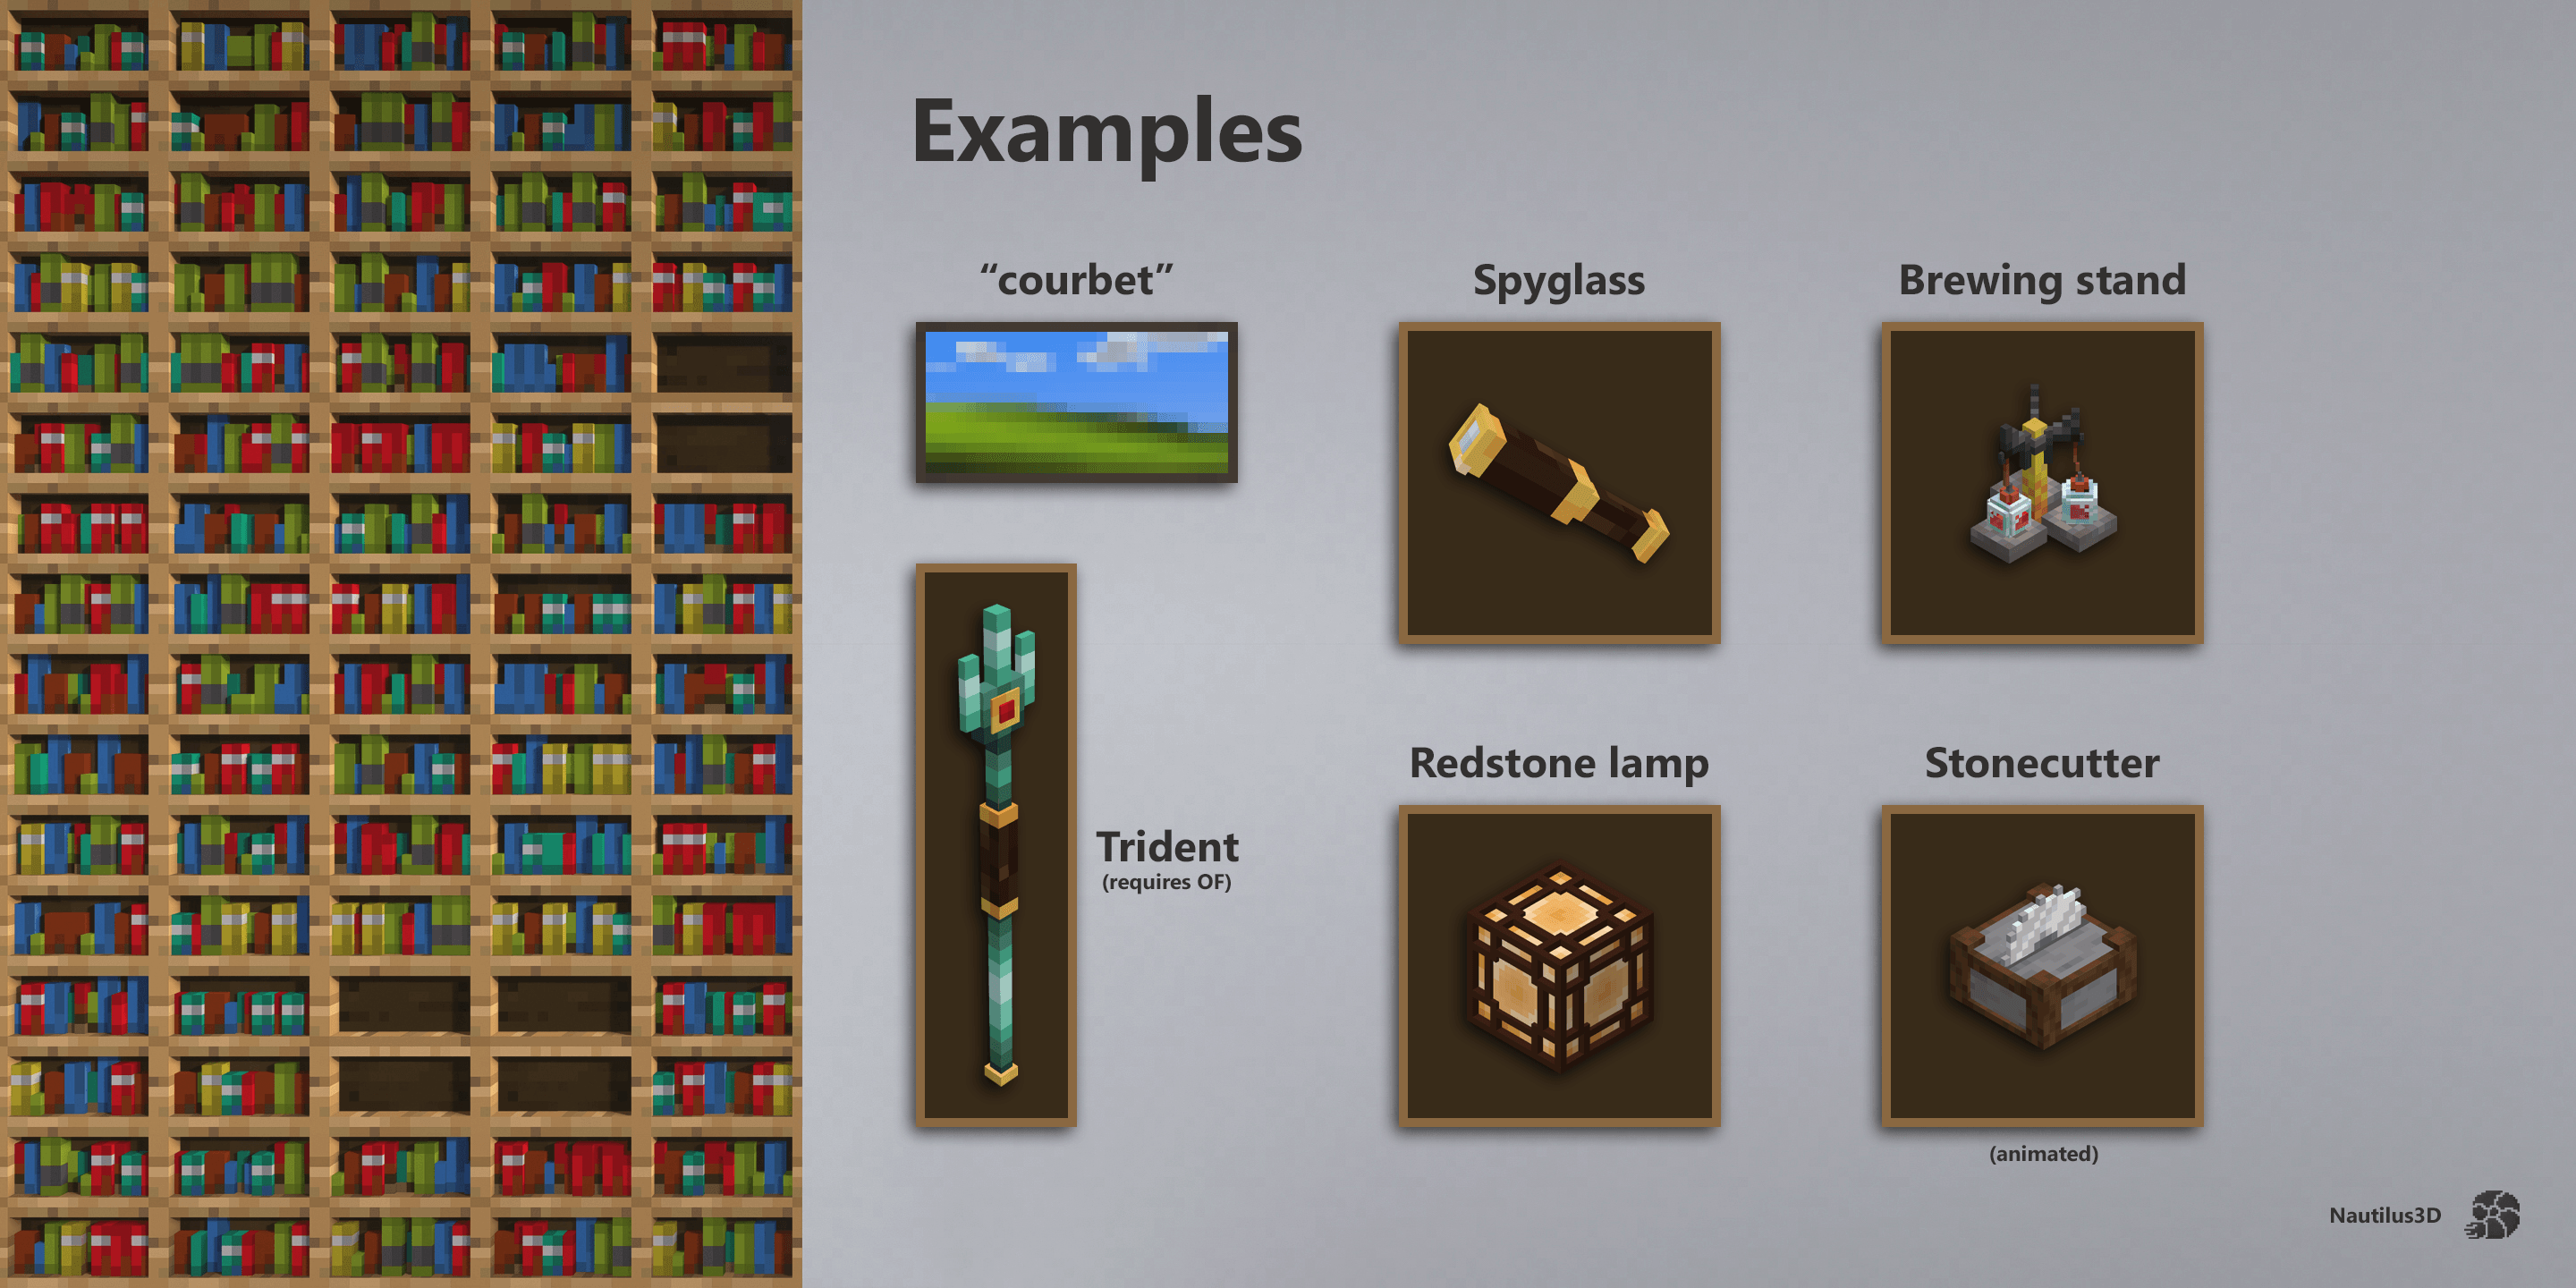 Examples
“courbet”
Spyglass
Brewing stand
Trident
(requires OF)
Redstone lamp
Stonecutter
(animated)
Nautilus3D